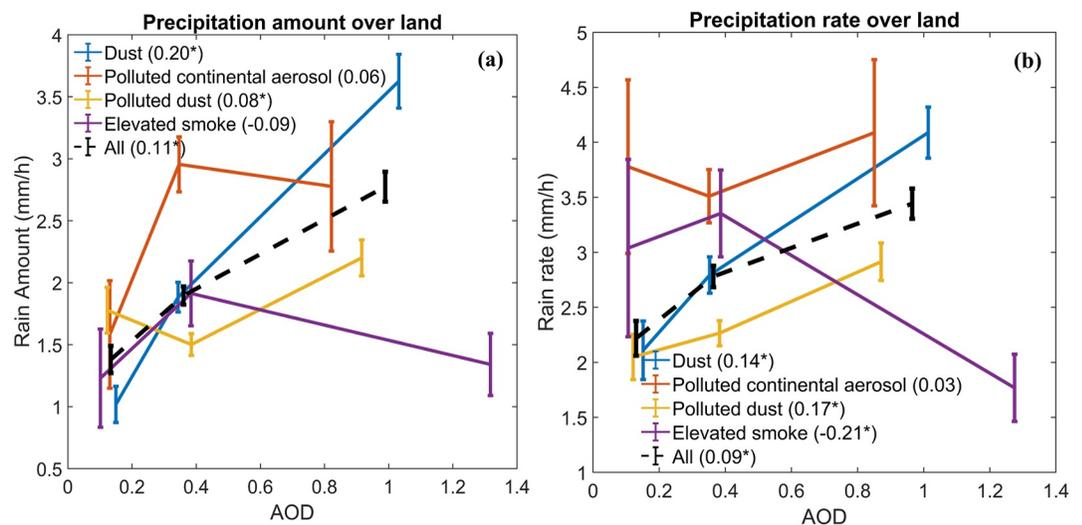 Precipitation amount over land
(a)
4
3.5
3
2.5
2
1.5
1
0.5
Rain Amount (mm/h)
Dust (0.20*)
Polluted continental aerosol (0.06)
Polluted dust (0.08*)
Elevated smoke (-0.09)
All (0.11*)
0 0.2 0.4 0.6 0.8 1 1.2 1.4
AOD
Precipitation rate over land
(b)
5
4.5
4
3.5
3
2.5
2
1.5
1
Rain rate (mm/h)
Dust (0.14*)
Polluted continental aerosol (0.03)
Polluted dust (0.17*)
Elevated smoke (-0.21*)
All (0.09*)
0 0.2 0.4 0.6 0.8 1 1.2 1.4
AOD